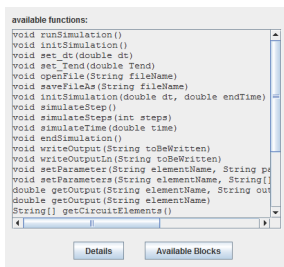 available functions:
void runSimulation()
void initSimulation()
void set_dt(double dt)
void set_Tend(double Tend)
void openFile(String fileName)
void saveFileAs(String fileName)
void initSimulation(double dt, double endTime)
void simulateStep()
void simulateSteps(int steps)
void simulateTime(double time)
void endSimulation()
void writeOutput(String toBeWritten)
void writeOutputLn(String toBeWritten)
void setParameter(String elementName, String pa
void setParameters(String elementName, String[]
double getOutput(String elementName, String out
double getOutput(String elementName)
String[] getCircuitElements()
Details Available Blocks